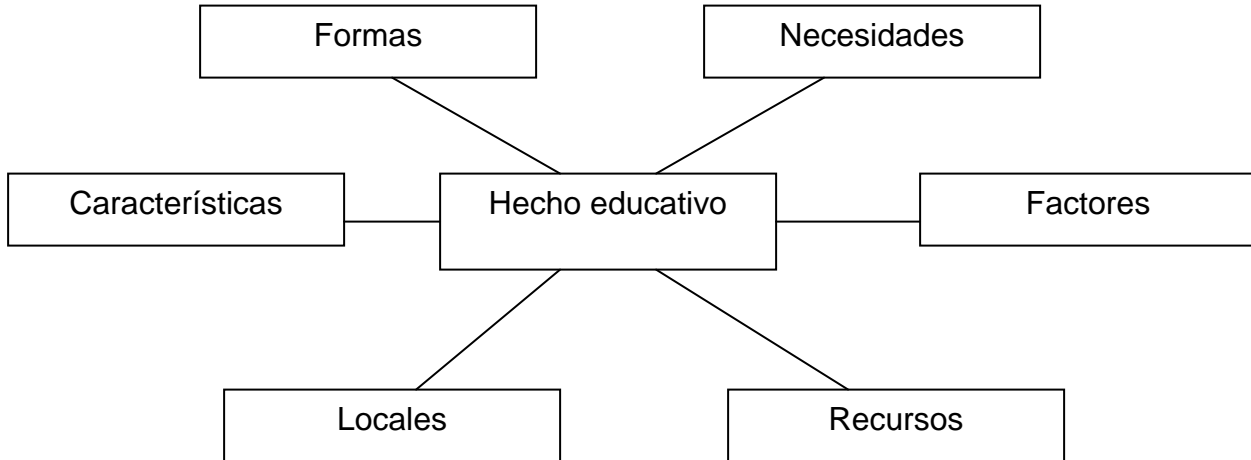 Formas
Necesidades
Características
Hecho educativo
Factores
Locales
Recursos